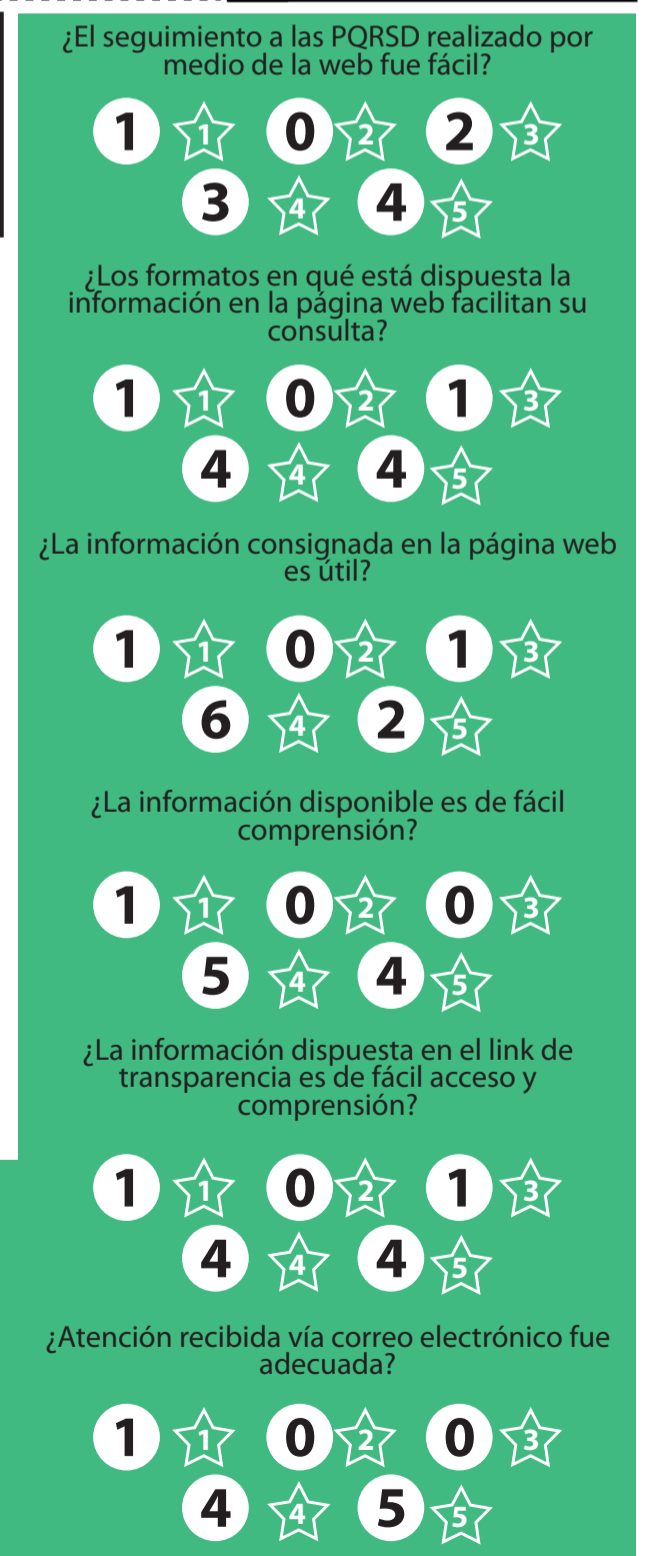 ¿El seguimiento a las PQRSD realizado por
medio de la web fue fácil?
1 1 0 2 2 3
3 4 4 5
¿Los formatos en qué está dispuesta la
información en la página web facilitan su
consulta?
1 1 0 2 1 3
4 4 4 5
¿La información consignada en la página web
es útil?
1 1 0 2 1 3
6 4 2 5
¿La información disponible es de fácil
comprensión?
1 1 0 2 0 3
5 4 4 5
¿La información dispuesta en el link de
transparencia es de fácil acceso y
comprensión?
1 1 0 2 1 3
4 4 4 5
¿Atención recibida vía correo electrónico fue
adecuada?
1 1 0 2 0 3
4 4 5 5